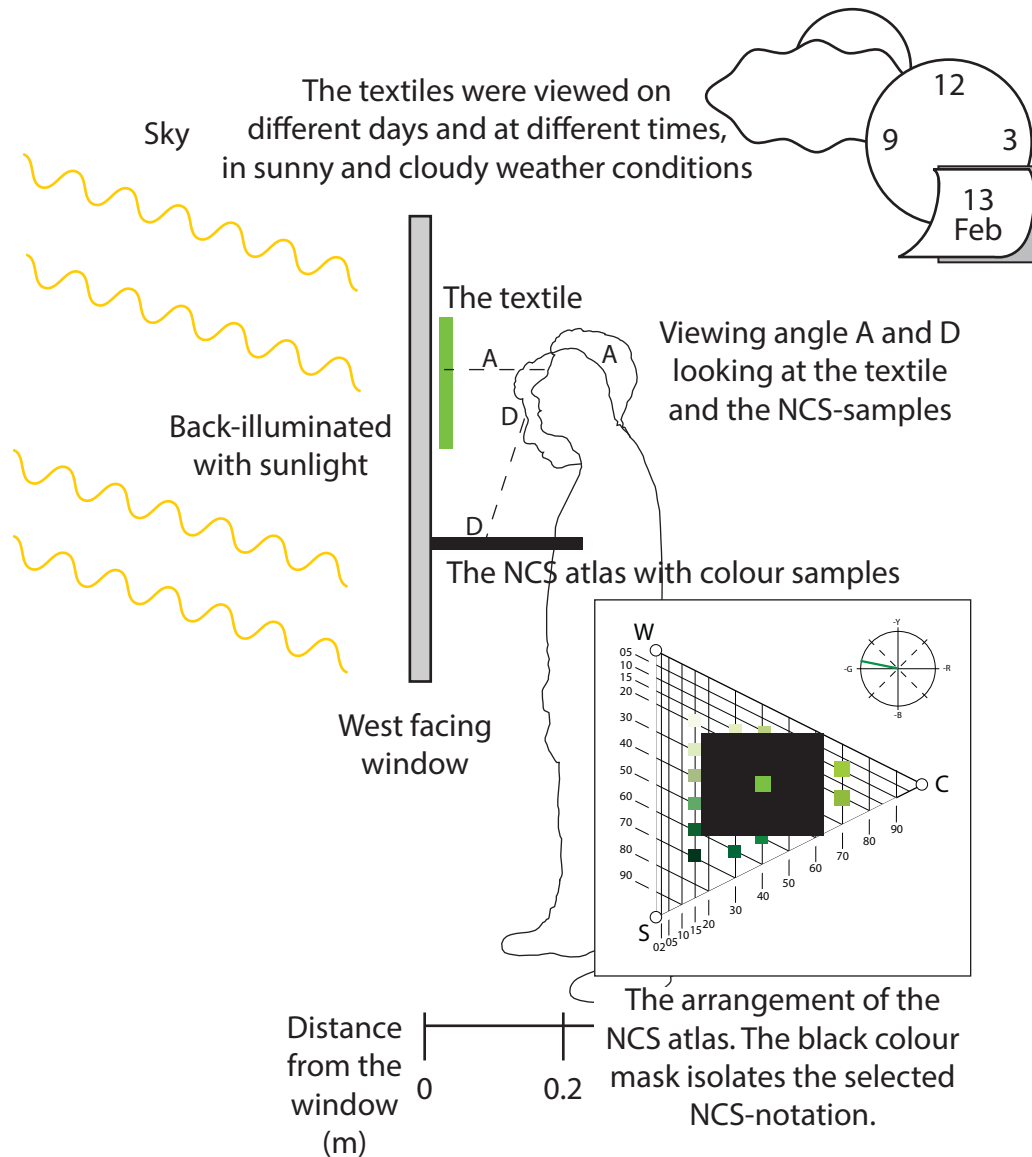 The textiles were viewed on
different days and at different times,
in sunny and cloudy weather conditions
Sky
12
9
3
13
Feb
The textile
A
A
D
D
Viewing angle A and D
looking at the textile
and the NCS-samples
Back-illuminated
with sunlight
The NCS atlas with colour samples
West facing
window
W
05
10
15
20
30
40
50
60
70
80
90
S
C
02
05
10
15
20
30
40
50
60
70
80
90
-Y
-G
-R
-B
Distance
from the
window
(m)
0
0.2
The arrangement of the
NCS atlas. The black colour
mask isolates the selected
NCS-notation.